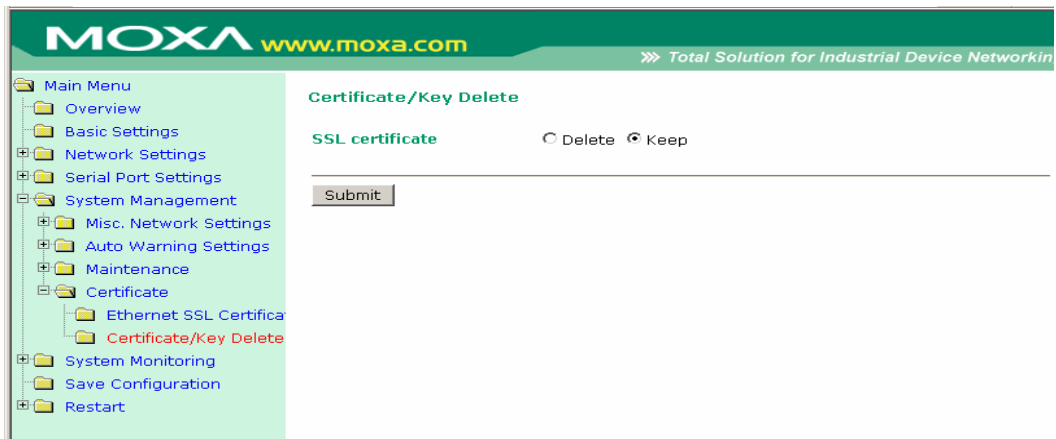 MOXA www.moxa.com
Total Solution for Industrial Device Networkin
Main Menu
Overview
Basic Settings
Network Settings
Serial Port Settings
System Management
Misc. Network Settings
Auto Warning Settings
Maintenance
Certificate
Ethernet SSL Certifica
Certificate/Key Delete
System Monitoring
Save Configuration
Restart
Certificate/Key Delete
SSL certificate Delete Keep
Submit